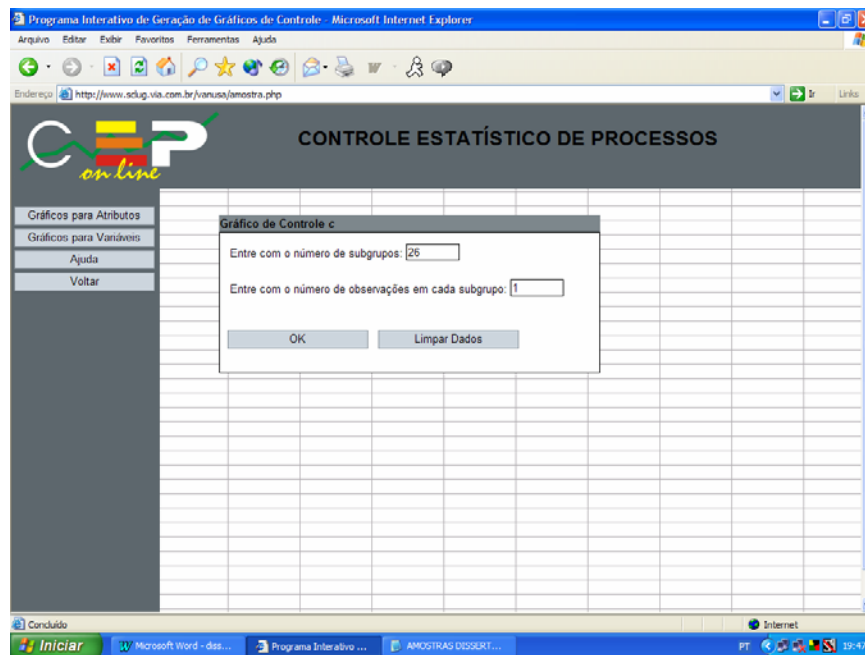 Programa Interativo de Geração de Gráficos de Controle - Microsoft Internet Explorer
Arquivo Editar Exibir Favoritos Ferramentas Ajuda
Endereço http://www.sclug.via.com.br/vanusa/amostra.php Ir Links
CEP
on line
CONTROLE ESTATÍSTICO DE PROCESSOS
Gráficos para Atributos
Gráficos para Variáveis
Ajuda
Voltar
Gráfico de Controle c
Entre com o número de subgrupos: 26
Entre com o número de observações em cada subgrupo: 1
OK Limpar Dados
Concluído Internet
Iniciar Microsoft Word - diss... Programa Interativo ... AMOSTRAS DISSERT... PT 19:47